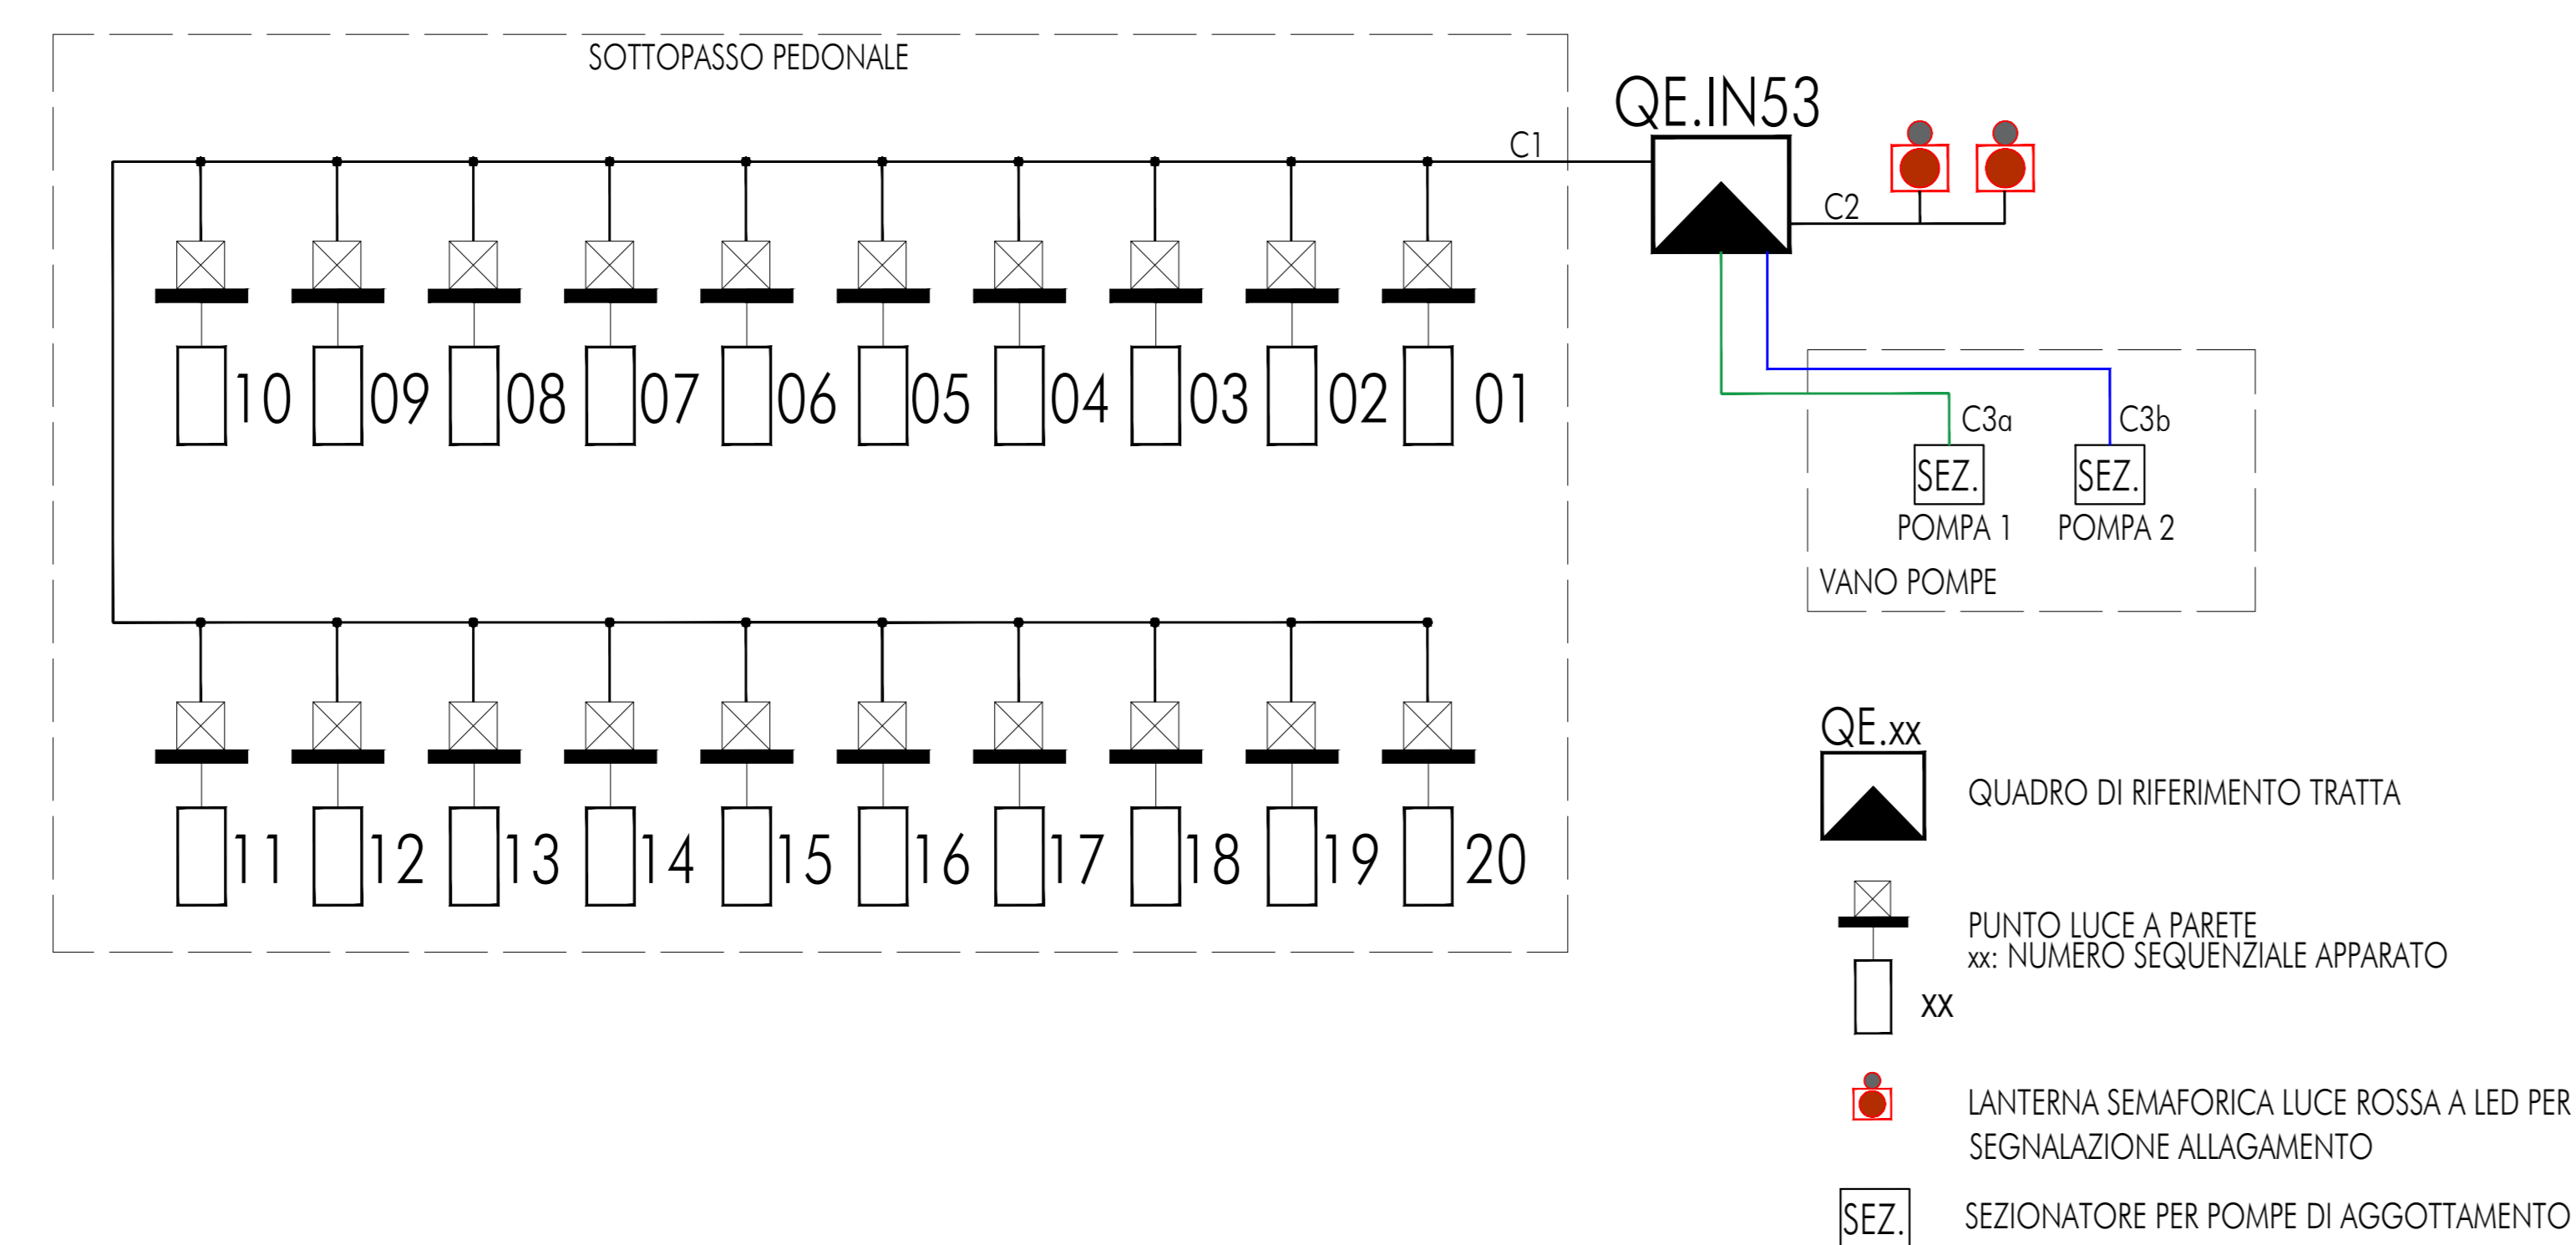 SOTTOPASSO PEDONALE
QE.IN53
C1
C2
10 09 08 07 06 05 04 03 02 01
C3a C3b
SEZ. SEZ.
POMPA 1 POMPA 2
VANO POMPE
11 12 13 14 15 16 17 18 19 20
QE.xx
QUADRO DI RIFERIMENTO TRATTA
PUNTO LUCE A PARETE
xx: NUMERO SEQUENZIALE APPARATO
xx
LANTERNA SEMAFORICA LUCE ROSSA A LED PER
SEGNALAZIONE ALLAGAMENTO
SEZ. SEZIONATORE PER POMPE DI AGGOTTAMENTO